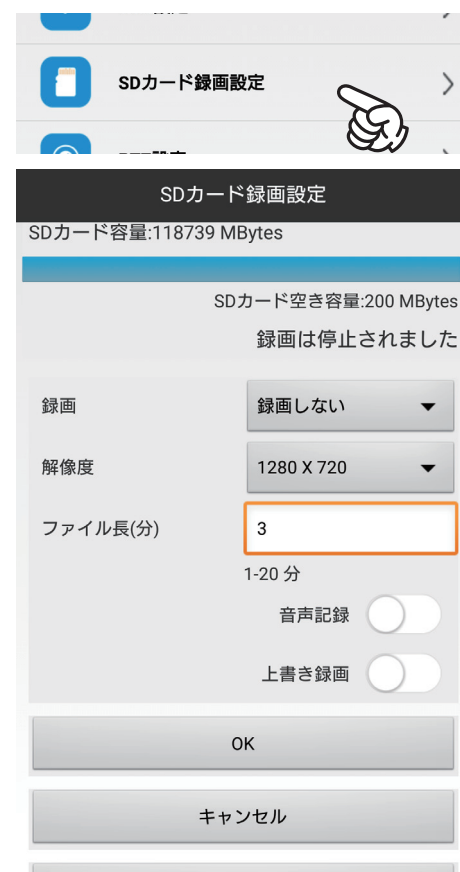 SDカード録画設定
SDカード録画設定
SDカード容量:118739 MBytes
SDカード空き容量:200 MBytes
録画は停止されました
録画 録画しない
解像度 1280 X 720
ファイル長(分) 3
1-20 分
音声記録
上書き録画
OK
キャンセル